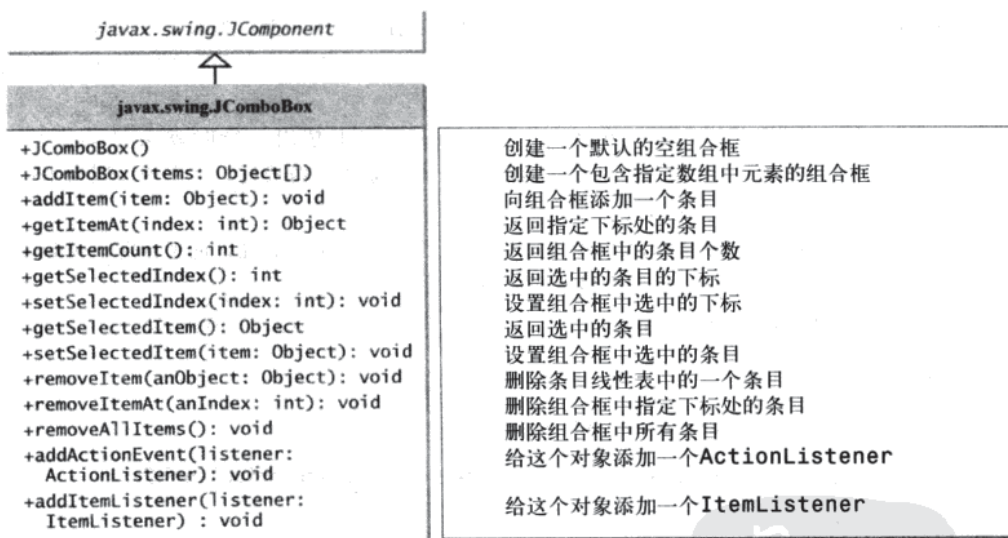 javax.swing.JComponent
javax.swing.JComboBox
+JComboBox()
创建一个默认的空组合框
+JComboBox(items: Object[])
创建一个包含指定数组中元素的组合框
+addItem(item: Object): void
向组合框添加一个条目
+getItemAt(index: int): Object
返回指定下标处的条目
+getItemCount(): int
返回组合框中的条目个数
+getSelectedIndex(): int
返回选中的条目的下标
+setSelectedIndex(index: int): void
设置组合框中选中的下标
+getSelectedItem(): Object
返回选中的条目
+setSelectedItem(item: Object): void
设置组合框中选中的条目
+removeItem(anObject: Object): void
删除条目线性表中的一个条目
+removeItemAt(anIndex: int): void
删除组合框中指定下标处的条目
+removeAllItems(): void
删除组合框中所有条目
+addActionEvent(listener:
ActionListener): void
给这个对象添加一个ActionListener
+addItemListener(listener:
ItemListener) : void
给这个对象添加一个ItemListener